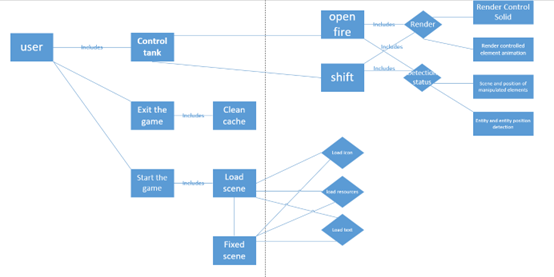 user
Includes
Control
tank
open
fire
Includes
Render
Render Control
Solid
Includes
Render controlled
element animation
shift
Includes
Detection
status
Scene and position
of manipulated elements
Exit the
game
Includes
Clean
cache
Entity and entity position
detection
Start the
game
Includes
Load
scene
Load icon
load resources
Load text
Fixed
scene